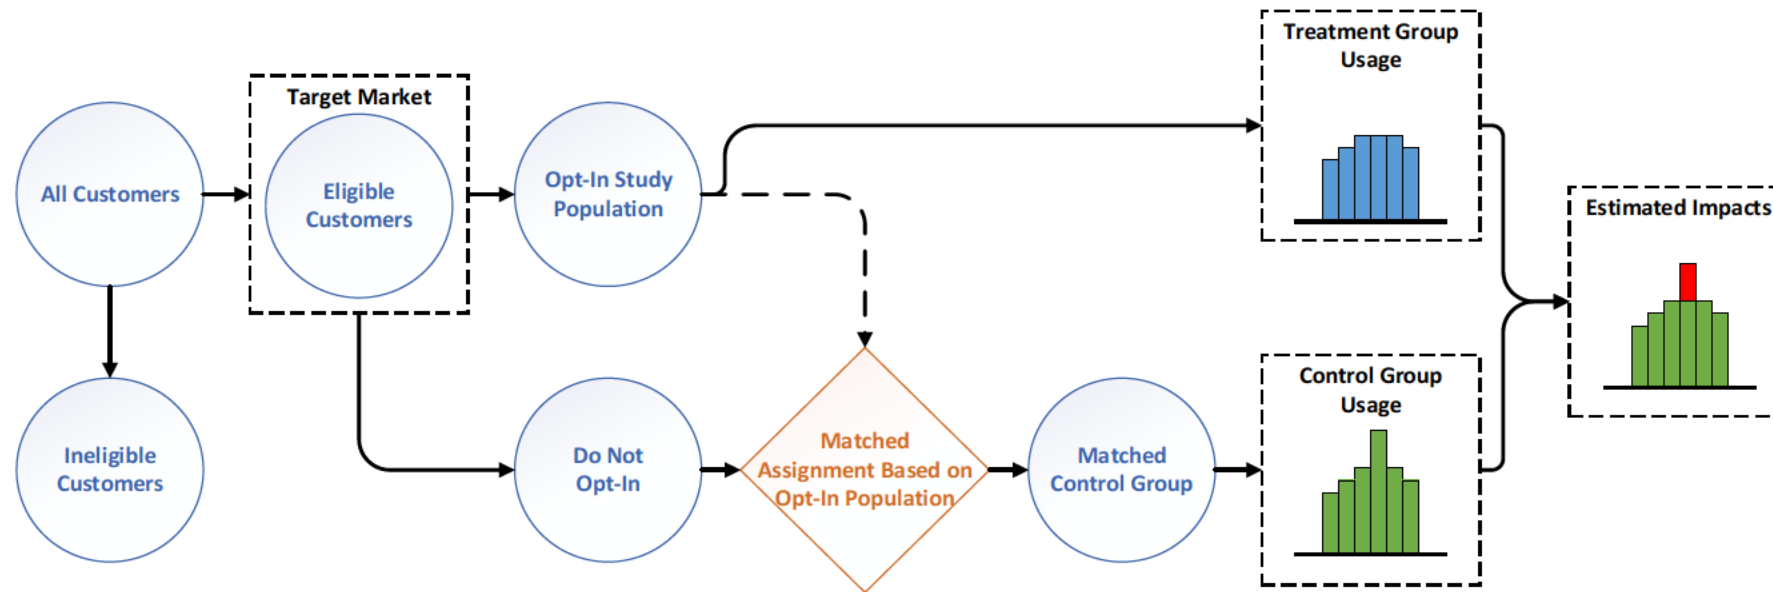 All Customers
Ineligible
Customers
Target Market
Eligible
Customers
Opt-In Study
Population
Do Not
Opt-In
Matched
Assignment Based on
Opt-In Population
Matched
Control Group
Treatment Group
Usage
Control Group
Usage
Estimated Impacts